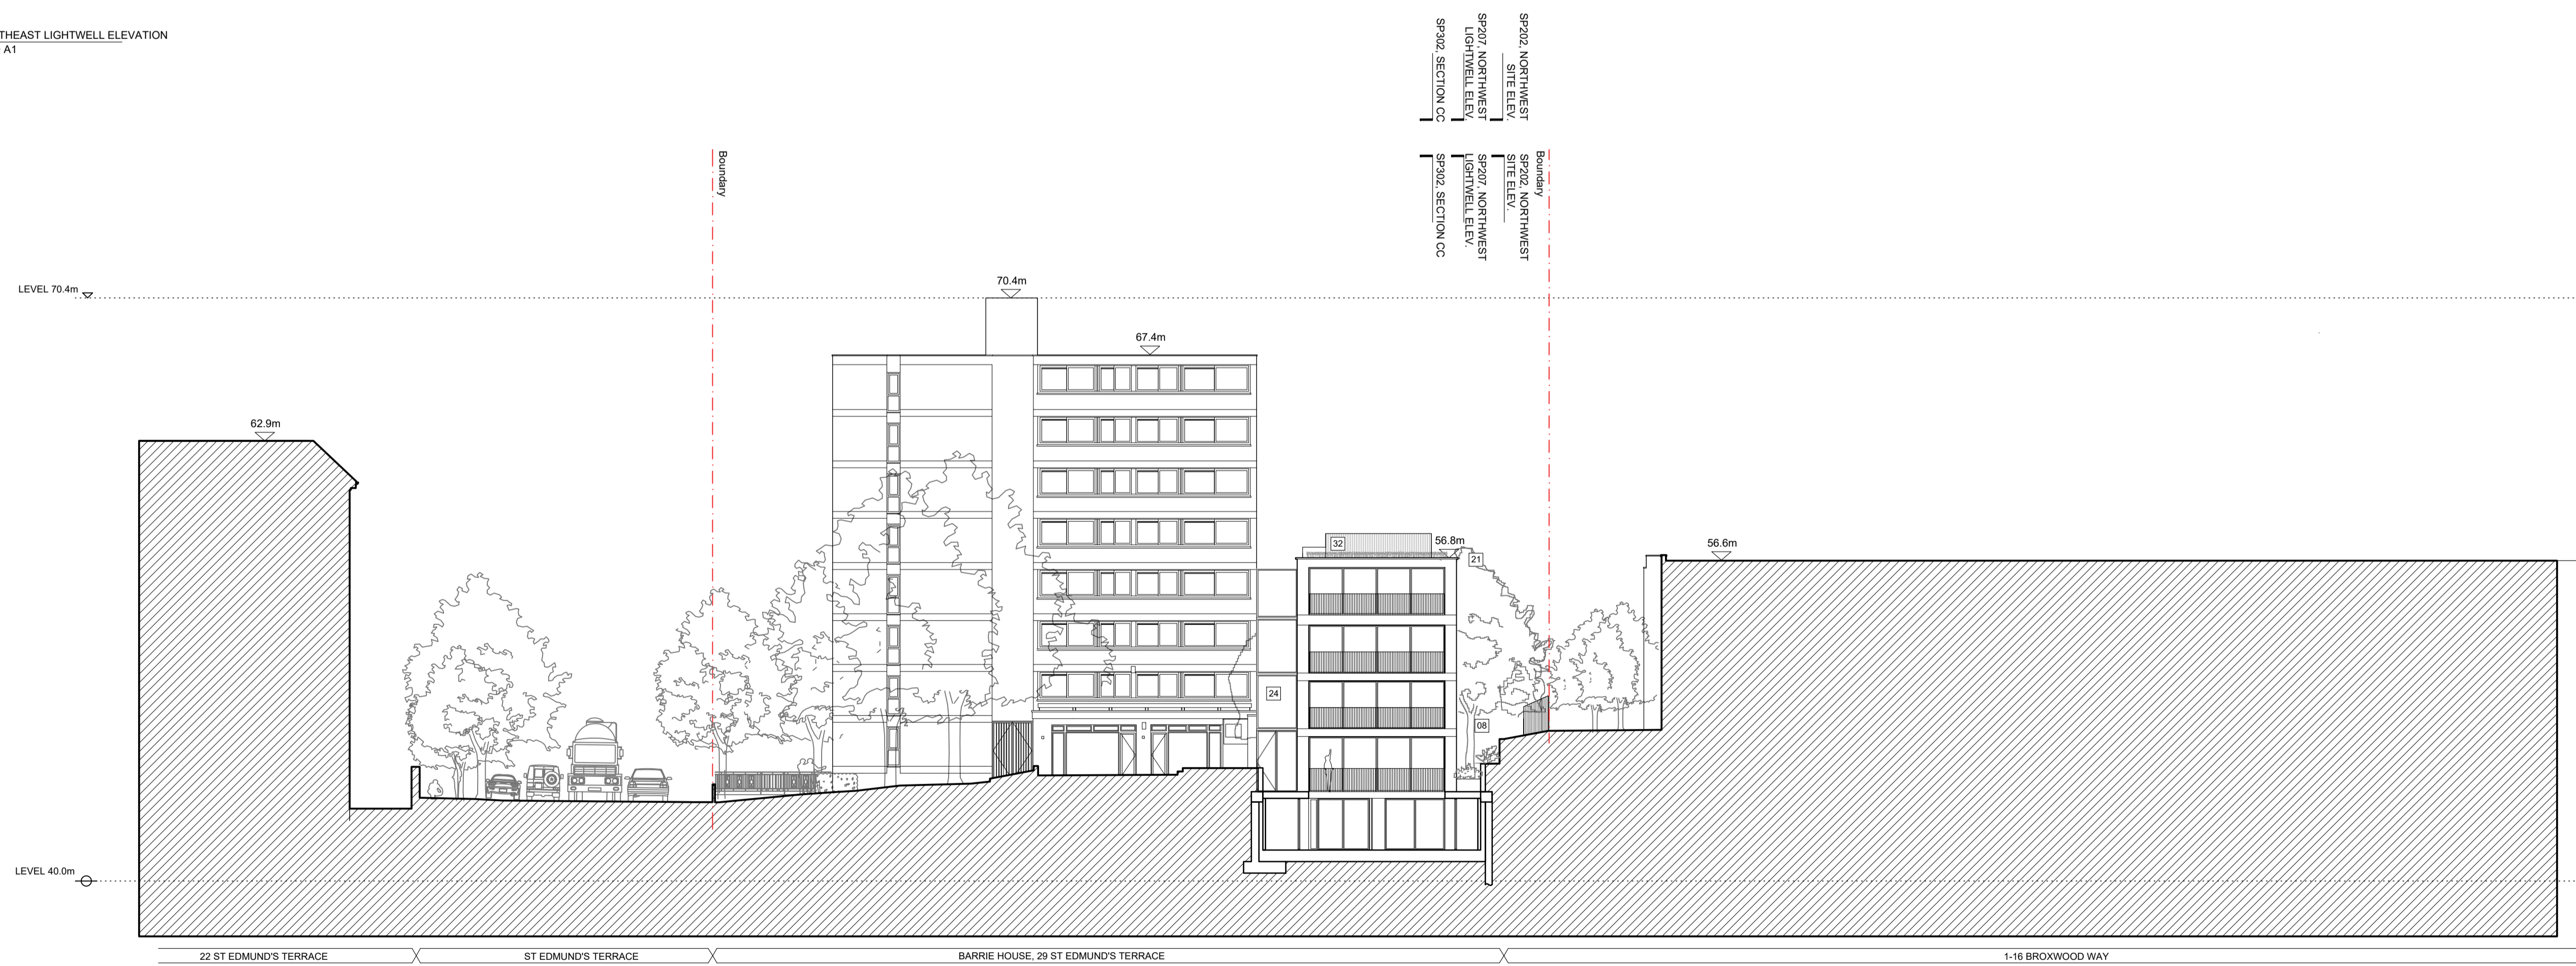 THEAST LIGHTWELL ELEVATION
A1
SP302, SECTION CC
SP207, NORTHWEST
LIGHTWELL ELEV.
SP202, NORTHWEST
SITE ELEV.
Boundary
SP302, SECTION CC
SP207, NORTHWEST
LIGHTWELL ELEV.
SP202, NORTHWEST
SITE ELEV.
Boundary
LEVEL 70.4m
70.4m
67.4m
62.9m
32
56.8m
21
56.6m
24
08
LEVEL 40.0m
22 ST EDMUND'S TERRACE
ST EDMUND'S TERRACE
BARRIE HOUSE, 29 ST EDMUND'S TERRACE
1-16 BROXWOOD WAY